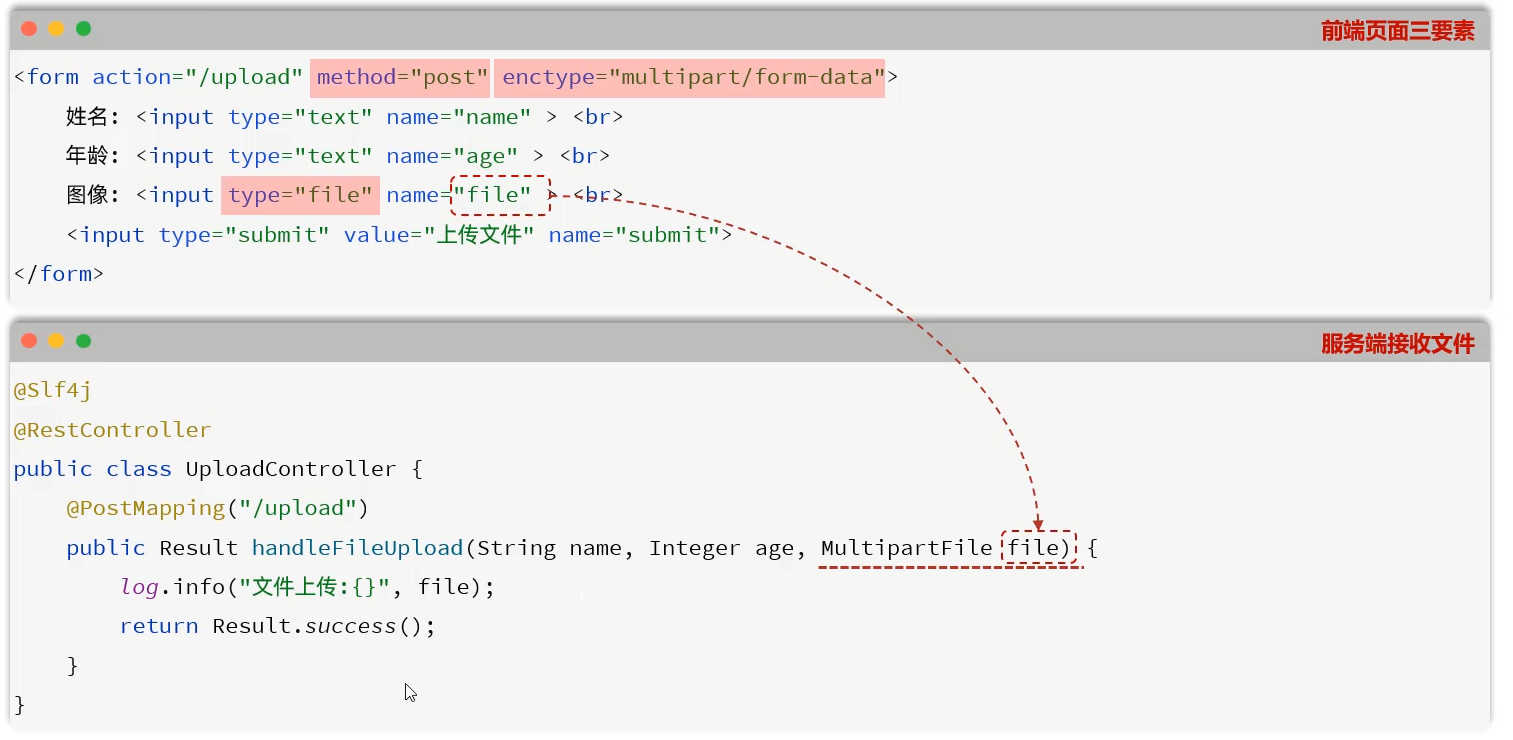 前端页面三要素
<form action="/upload" method="post" enctype="multipart/form-data">
姓名: <input type="text" name="name" > <br>
年龄: <input type="text" name="age" > <br>
图像: <input type="file" name="file" > <br>
<input type="submit" value="上传文件" name="submit">
</form>
服务端接收文件
@Slf4j
@RestController
public class UploadController {
@PostMapping("/upload")
public Result handleFileUpload(String name, Integer age, MultipartFile file) {
log.info("文件上传:{}", file);
return Result.success();
}
}